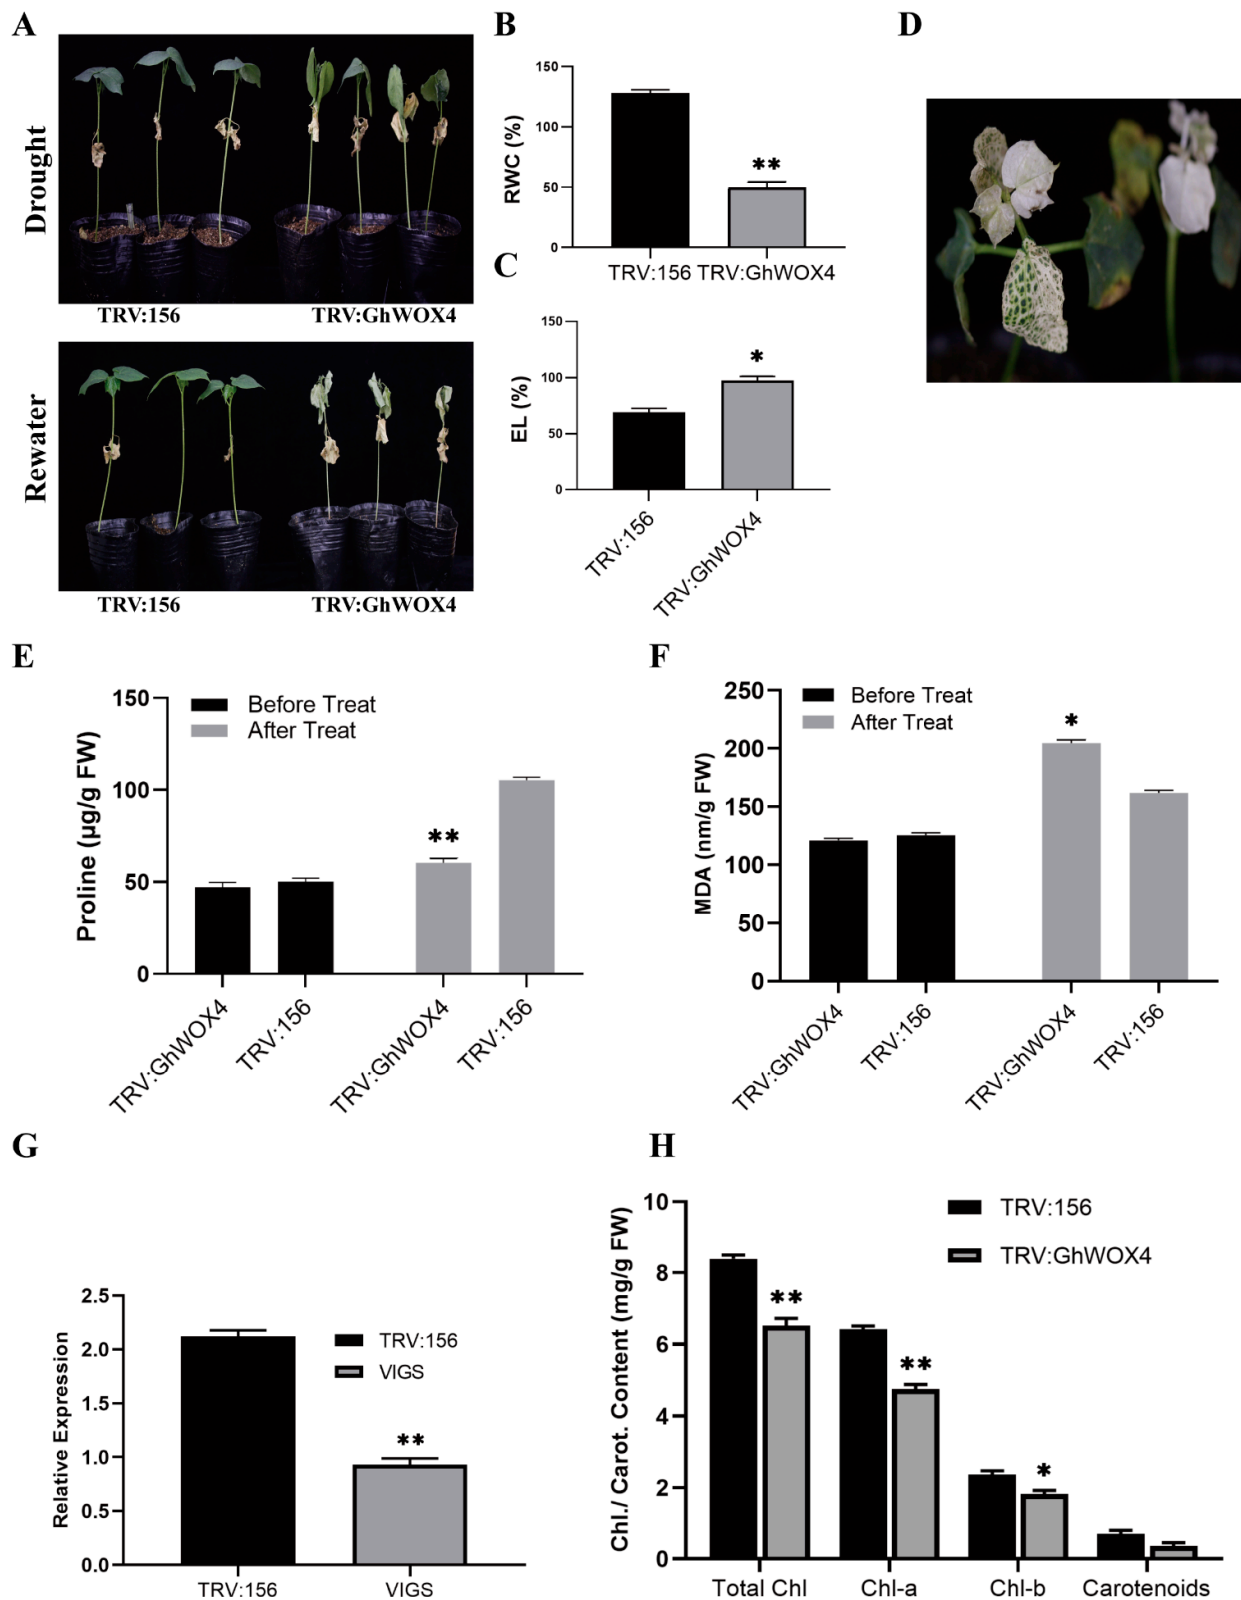 A
Drought
TRV:156 TRV:GhWOX4
Rewater
TRV:156 TRV:GhWOX4
B
RWC (%)
150
100
50
0
TRV:156 TRV:GhWOX4
C
EL (%)
150
100
50
0
TRV:156
TRV:GhWOX4
**
*
D
E
Proline (µg/g FW)
150
100
50
0
Before Treat
After Treat
**
TRV:GhWOX4
TRV:156
TRV:GhWOX4
TRV:156
F
MDA (nm/g FW)
250
200
150
100
50
0
Before Treat
After Treat
*
TRV:GhWOX4
TRV:156
TRV:GhWOX4
TRV:156
G
Relative Expression
2.5
2.0
1.5
1.0
0.5
0.0
TRV:156
VIGS
**
TRV:156 VIGS
H
Chl./ Carot. Content (mg/g FW)
10
8
6
4
2
0
TRV:156
TRV:GhWOX4
**
**
*
Total Chl Chl-a Chl-b Carotenoids